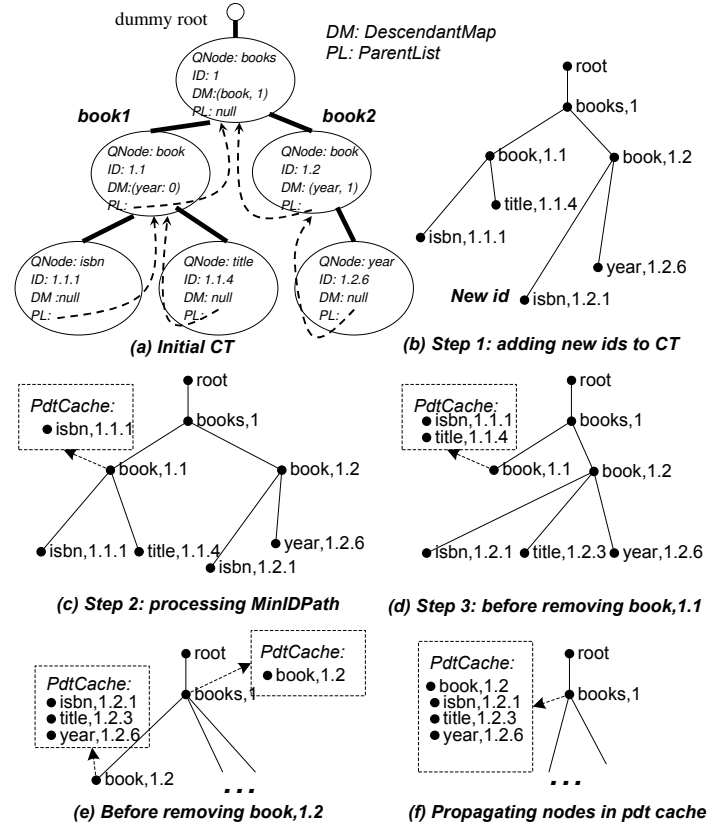 dummy root
DM: DescendantMap
PL: ParentList
QNode: books
ID: 1
DM:(book, 1)
PL: null
book1
book2
QNode: book
ID: 1.1
DM:(year: 0)
PL:
QNode: book
ID: 1.2
DM: (year, 1)
PL:
QNode: isbn
ID: 1.1.1
DM :null
PL:
QNode: title
ID: 1.1.4
DM: null
PL:
QNode: year
ID: 1.2.6
DM: null
PL:
(a) Initial CT
root
books,1
book,1.1
book,1.2
title,1.1.4
isbn,1.1.1
year,1.2.6
New id
isbn,1.2.1
(b) Step 1: adding new ids to CT
PdtCache:
isbn,1.1.1
root
books,1
book,1.1
book,1.2
isbn,1.1.1
title,1.1.4
year,1.2.6
isbn,1.2.1
(c) Step 2: processing MinIDPath
PdtCache:
isbn,1.1.1
title,1.1.4
root
books,1
book,1.1
book,1.2
isbn,1.2.1
title,1.2.3
year,1.2.6
(d) Step 3: before removing book,1.1
root
PdtCache:
book,1.2
PdtCache:
isbn,1.2.1
title,1.2.3
year,1.2.6
books,1
book,1.2
...
(e) Before removing book,1.2
PdtCache:
book,1.2
isbn,1.2.1
title,1.2.3
year,1.2.6
root
books,1
...
(f) Propagating nodes in pdt cache